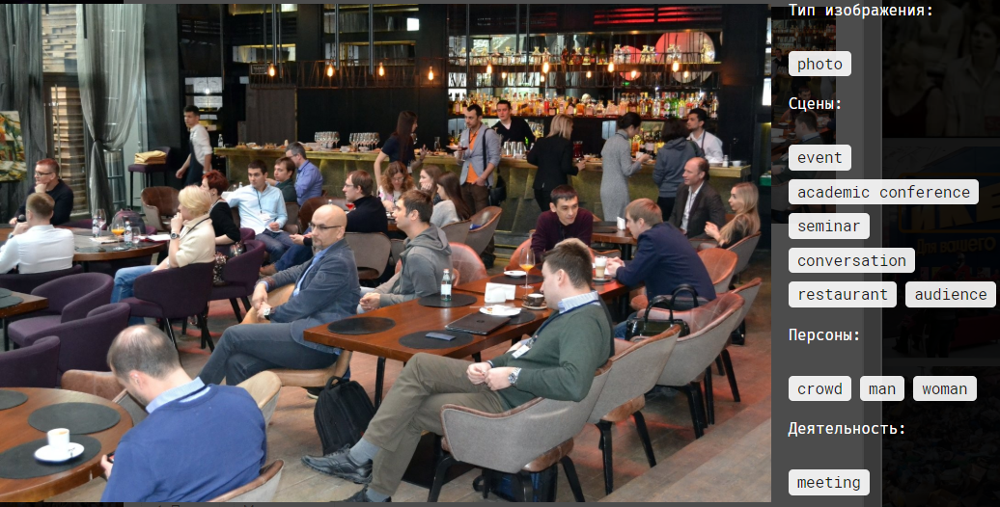 Тип изображения:
photo
Сцены:
event
academic conference
seminar
conversation
restaurant audience
Персоны:
crowd man woman
Деятельность:
meeting